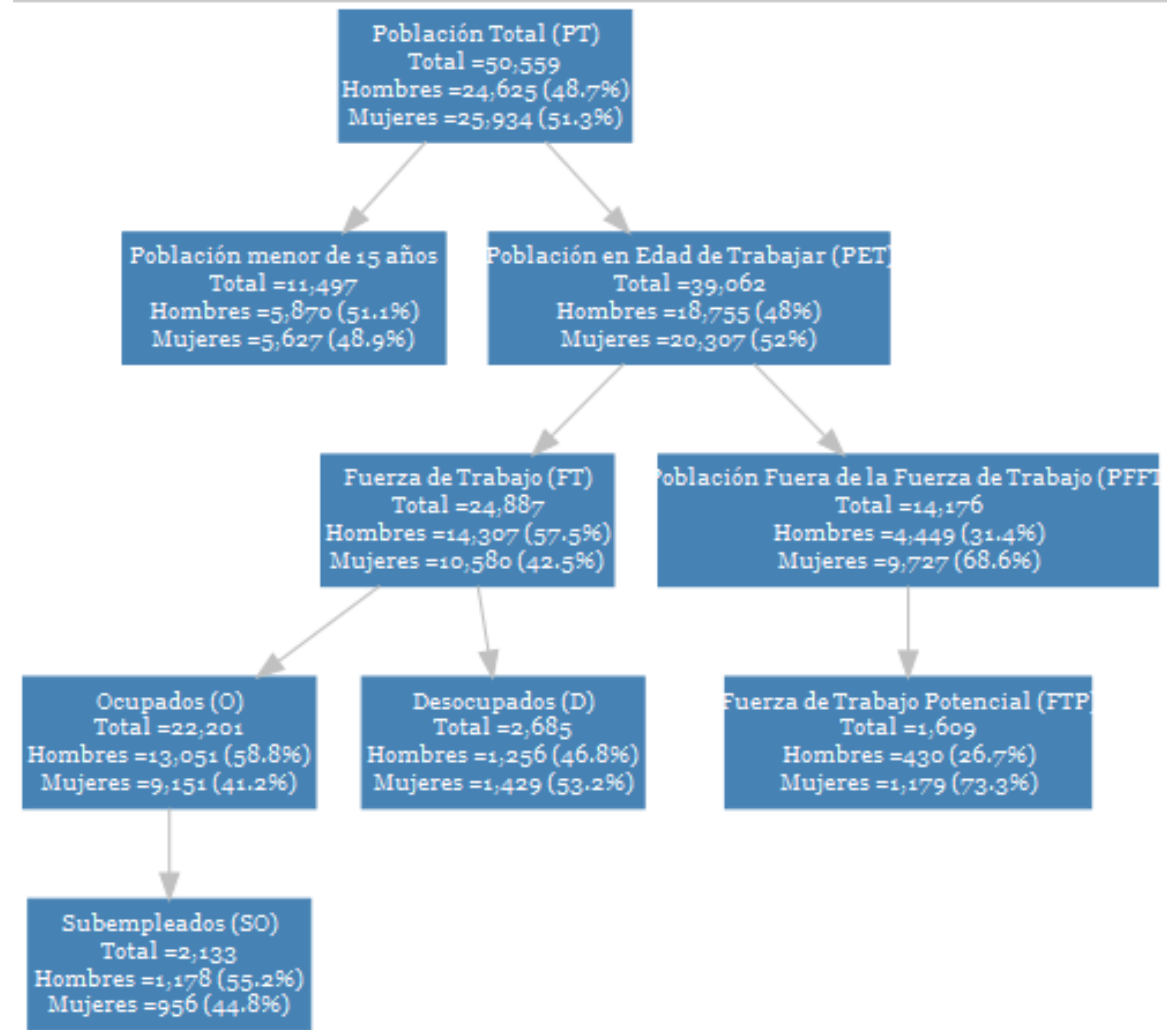 Población Total (PT)
Total =50,559
Hombres =24,625 (48.7%)
Mujeres =25,934 (51.3%)
Población menor de 15 años
Total =11,497
Hombres =5,870 (51.1%)
Mujeres =5,627 (48.9%)
Población en Edad de Trabajar (PET)
Total =39,062
Hombres =18,755 (48%)
Mujeres =20,307 (52%)
Fuerza de Trabajo (FT)
Total =24,887
Hombres =14,307 (57.5%)
Mujeres =10,580 (42.5%)
Población Fuera de la Fuerza de Trabajo (PFFT
Total =14,176
Hombres =4,449 (31.4%)
Mujeres =9,727 (68.6%)
Ocupados (O)
Total =22,201
Hombres =13,051 (58.8%)
Mujeres =9,151 (41.2%)
Desocupados (D)
Total =2,685
Hombres =1,256 (46.8%)
Mujeres =1,429 (53.2%)
Fuerza de Trabajo Potencial (FTP)
Total =1,609
Hombres =430 (26.7%)
Mujeres =1,179 (73.3%)
Subempleados (SO)
Total =2,133
Hombres =1,178 (55.2%)
Mujeres =956 (44.8%)